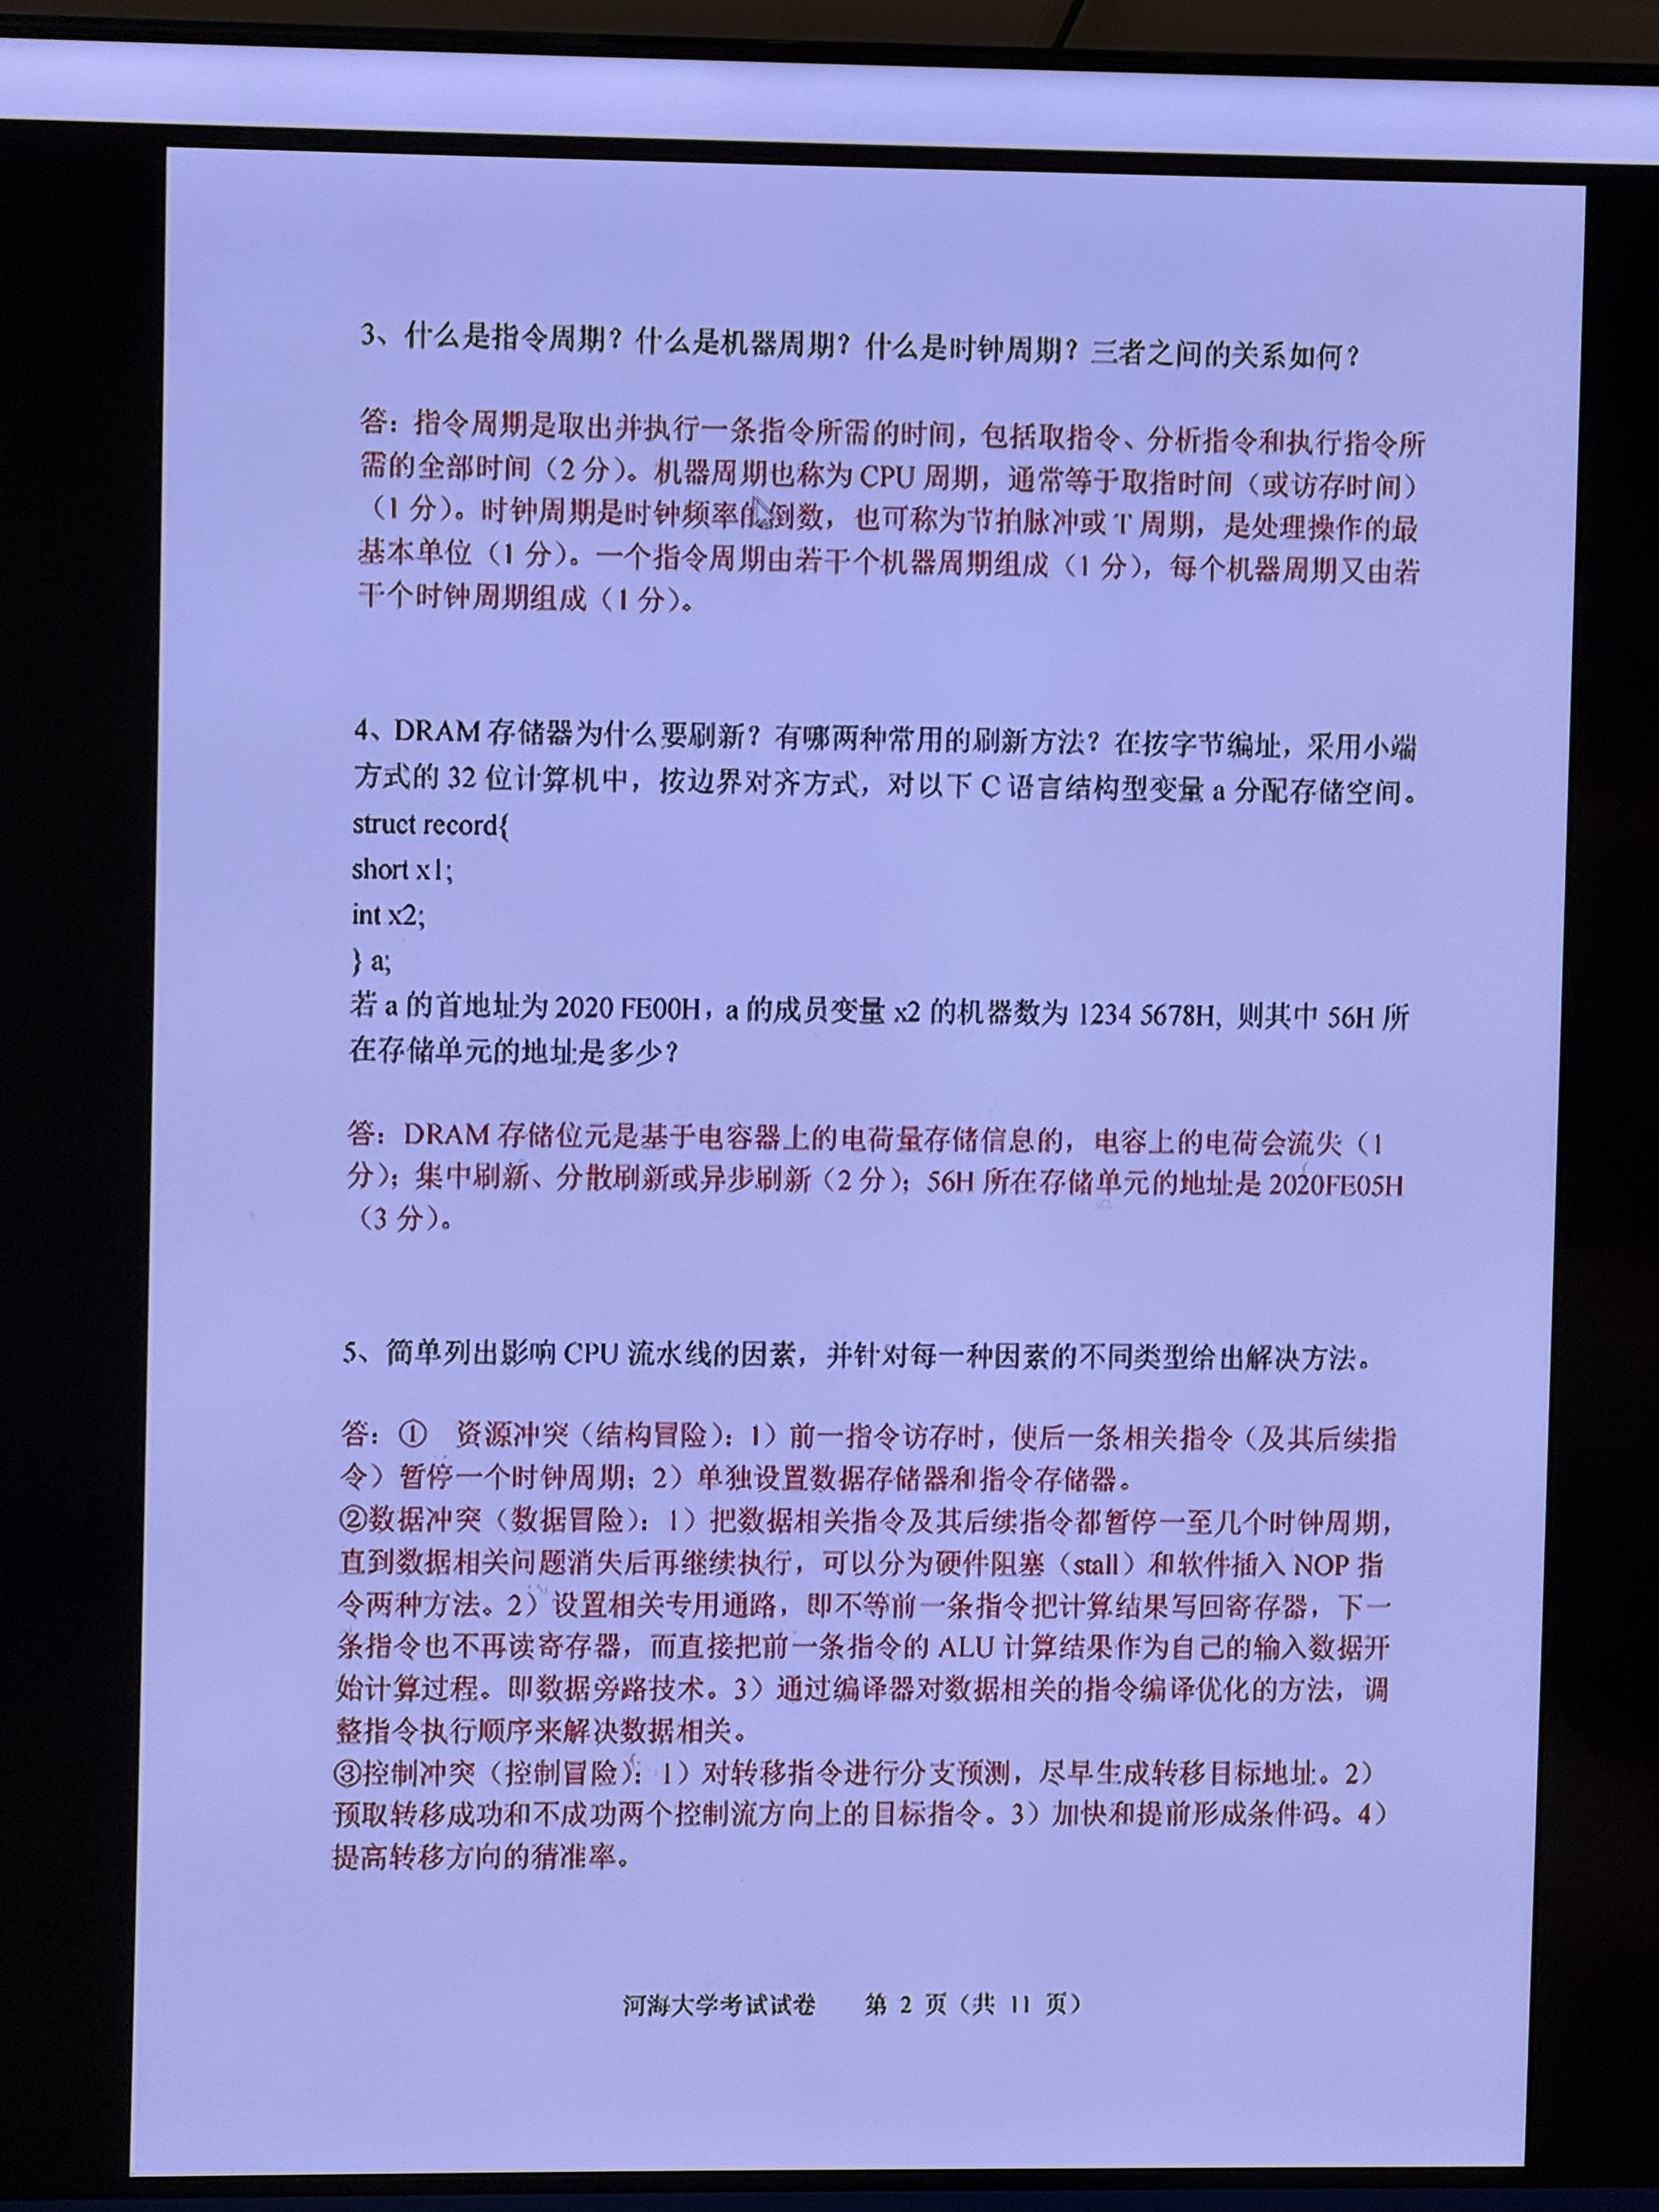 3、什么是指令周期？什么是机器周期？什么是时钟周期？三者之间的关系如何？
答：指令周期是取出并执行一条指令所需的时间，包括取指令、分析指令和执行指令所
需的全部时间（2 分）。机器周期也称为 CPU 周期，通常等于取指时间（或访存时间）
（1 分）。时钟周期是时钟频率的倒数，也可称为节拍脉冲或 T 周期，是处理操作的最
基本单位（1 分）。一个指令周期由若干个机器周期组成（1 分），每个机器周期又由若
干个时钟周期组成（1 分）。
4、DRAM 存储器为什么要刷新？有哪两种常用的刷新方法？在按字节编址，采用小端
方式的 32 位计算机中，按边界对齐方式，对以下 C 语言结构型变量 a 分配存储空间。
struct record{
short x1;
int x2;
} a;
若 a 的首地址为 2020 FE00H，a 的成员变量 x2 的机器数为 1234 5678H, 则其中 56H 所
在存储单元的地址是多少？
答：DRAM 存储位元是基于电容器上的电荷量存储信息的，电容上的电荷会流失（1
分）；集中刷新、分散刷新或异步刷新（2 分）；56H 所在存储单元的地址是 2020FE05H
（3 分）。
5、简单列出影响 CPU 流水线的因素，并针对每一种因素的不同类型给出解决方法。
答：① 资源冲突（结构冒险）：1）前一指令访存时，使后一条相关指令（及其后续指
令）暂停一个时钟周期；2）单独设置数据存储器和指令存储器。
②数据冲突（数据冒险）：1）把数据相关指令及其后续指令都暂停一至几个时钟周期，
直到数据相关问题消失后再继续执行，可以分为硬件阻塞（stall）和软件插入 NOP 指
令两种方法。2）设置相关专用通路，即不等前一条指令把计算结果写回寄存器，下一
条指令也不再读寄存器，而直接把前一条指令的 ALU 计算结果作为自己的输入数据开
始计算过程。即数据旁路技术。3）通过编译器对数据相关的指令编译优化的方法，调
整指令执行顺序来解决数据相关。
③控制冲突（控制冒险）：1）对转移指令进行分支预测，尽早生成转移目标地址。2）
预取转移成功和不成功两个控制流方向上的目标指令。3）加快和提前形成条件码。4）
提高转移方向的猜准率。
河海大学考试试卷 第 2 页（共 11 页）